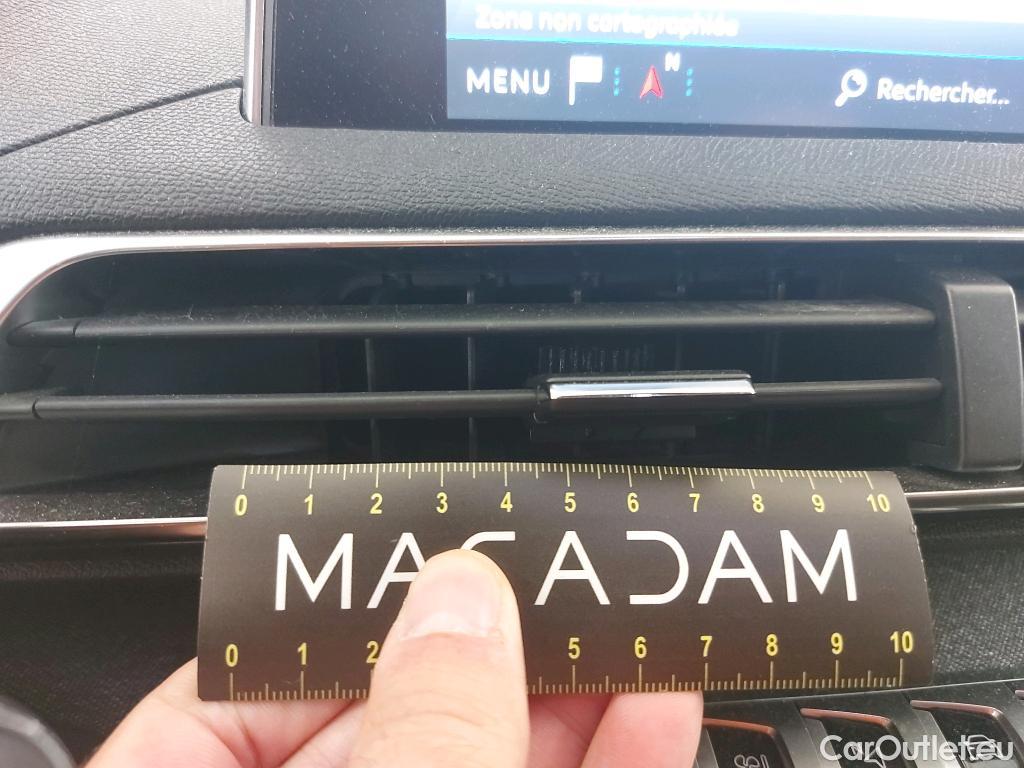 Zone non cartographiée
MENU N Rechercher...
0 1 2 3 4 5 6 7 8 9 10
MACADAM
0 1 2 5 6 7 8 9 10
CarOutlet.eu